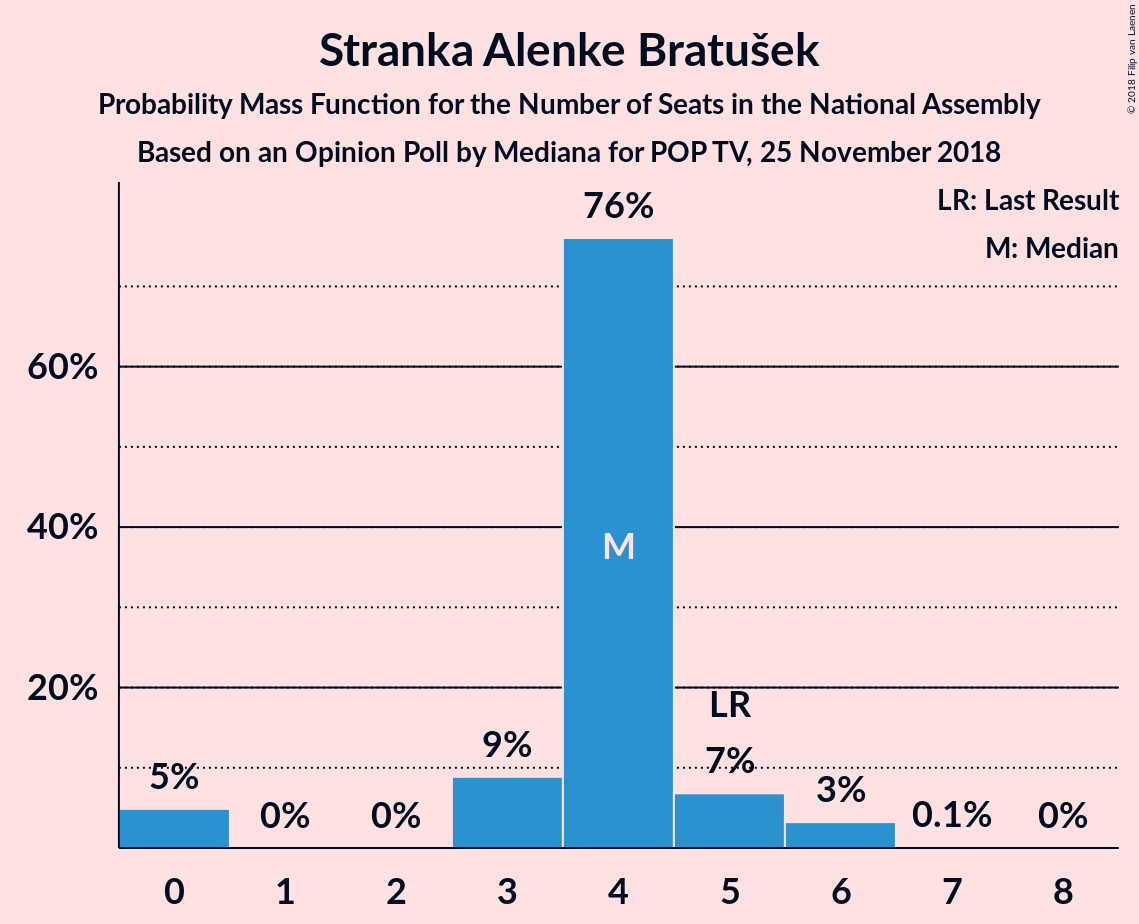 Stranka Alenke Bratušek
Probability Mass Function for the Number of Seats in the National Assembly
Based on an Opinion Poll by Mediana for POP TV, 25 November 2018
© 2018 Filip van Laenen
LR: Last Result
M: Median
76%
60%
40%
M
20%
LR
9%
7%
5%
3%
0%
0%
0.1%
0%
0 1 2 3 4 5 6 7 8